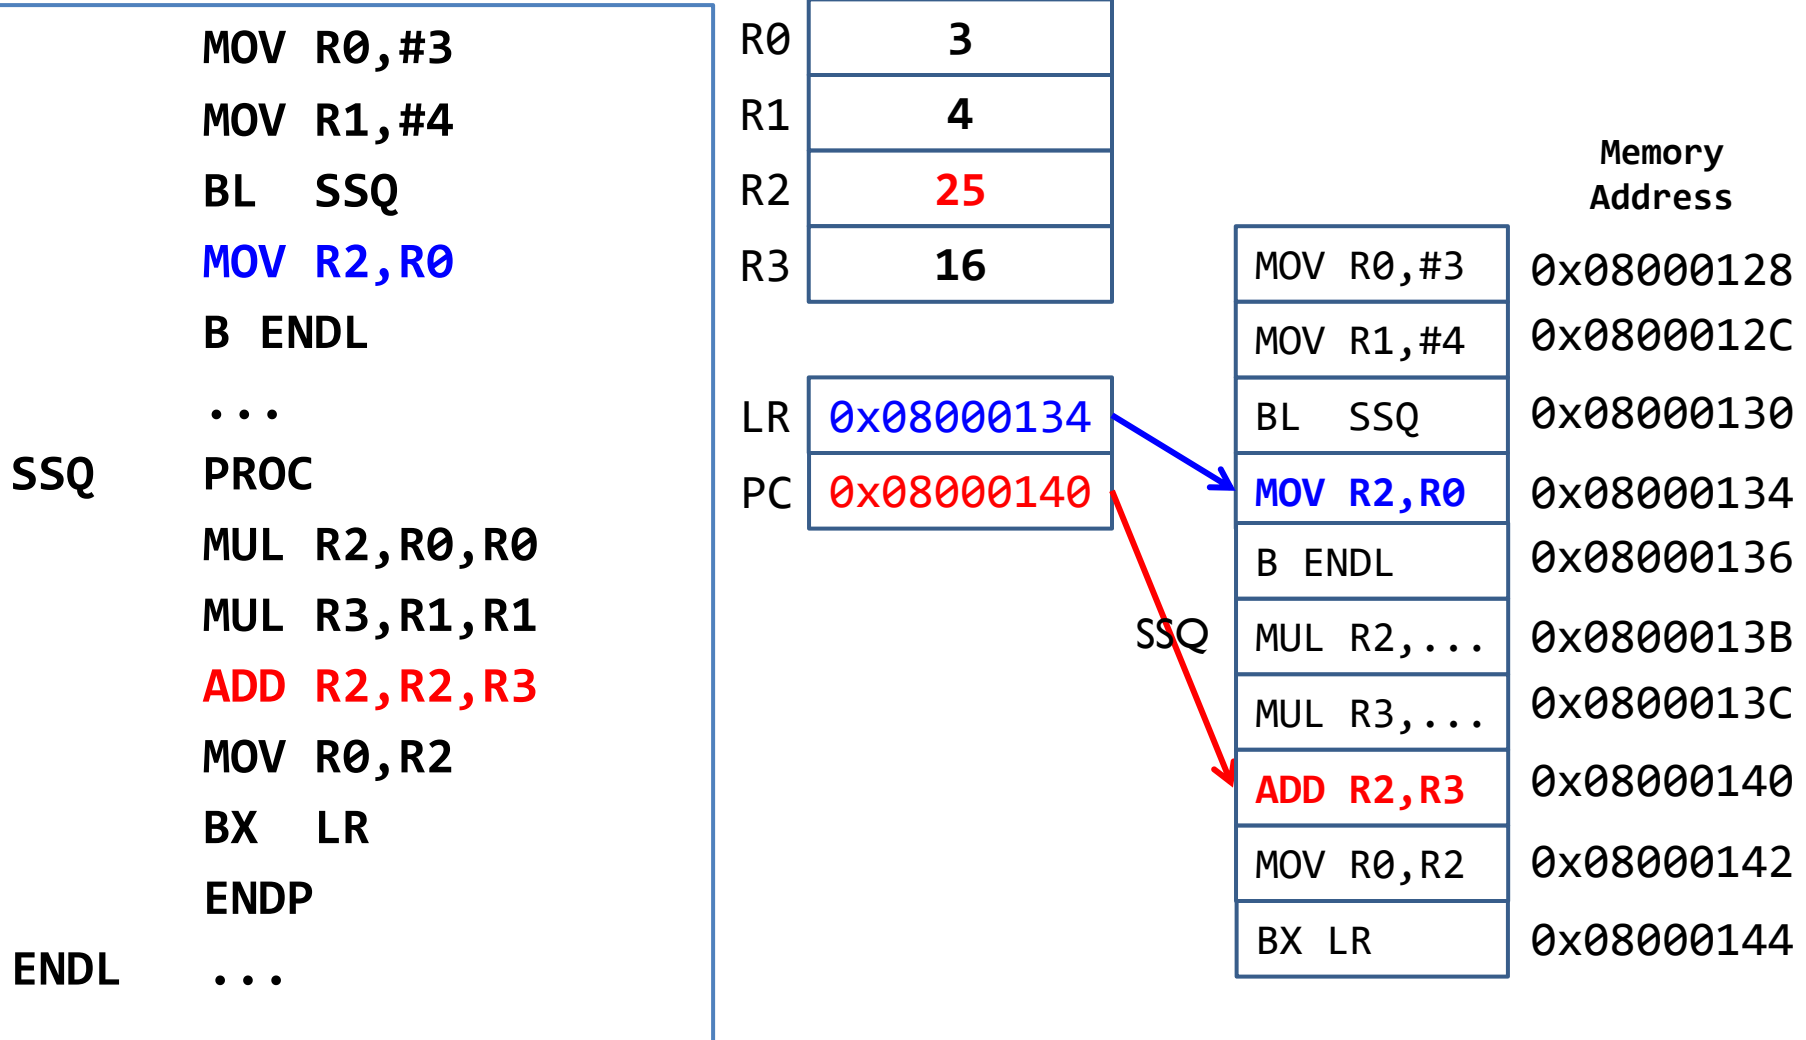 MOV R0,#3
MOV R1,#4
BL  SSQ
MOV R2,R0
B ENDL
...
SSQ PROC
MUL R2,R0,R0
MUL R3,R1,R1
ADD R2,R2,R3
MOV R0,R2
BX  LR
ENDP
ENDL ...
R0 3
R1 4
R2 25
R3 16
LR 0x08000134
PC 0x08000140
Memory
Address
MOV R0,#3 0x08000128
MOV R1,#4 0x0800012C
BL  SSQ 0x08000130
MOV R2,R0 0x08000134
B ENDL 0x08000136
SSQ MUL R2,... 0x0800013B
MUL R3,... 0x0800013C
ADD R2,R3 0x08000140
MOV R0,R2 0x08000142
BX LR 0x08000144